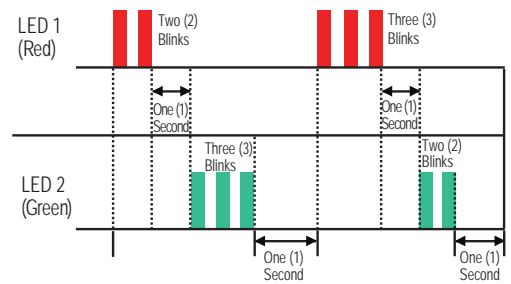 LED 1
(Red)
Two (2)
Blinks
Three (3)
Blinks
One (1)
Second
One (1)
Second
LED 2
(Green)
Three (3)
Blinks
Two (2)
Blinks
One (1)
Second
One (1)
Second